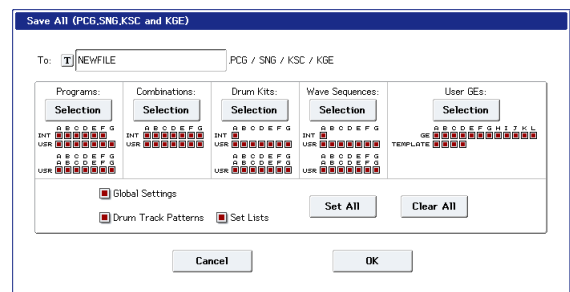 Save All (PCG,SNG,KSC and KGE)
To: T NEWFILE .PCG / SNG / KSC / KGE
Programs: Combinations: Drum Kits: Wave Sequences: User GEs:
Selection Selection Selection Selection Selection
A B C D E F G A B C D E F G A B C D E F G A B C D E F G A B C D E F G H I J K L
INT INT INT INT GE
USR USR USR USR TEMPLATE
A B C D E F G A B C D E F G A B C D E F G
A B C D E F G A B C D E F G A B C D E F G
USR USR USR
Global Settings
Set All Clear All
Drum Track Patterns Set Lists
Cancel OK